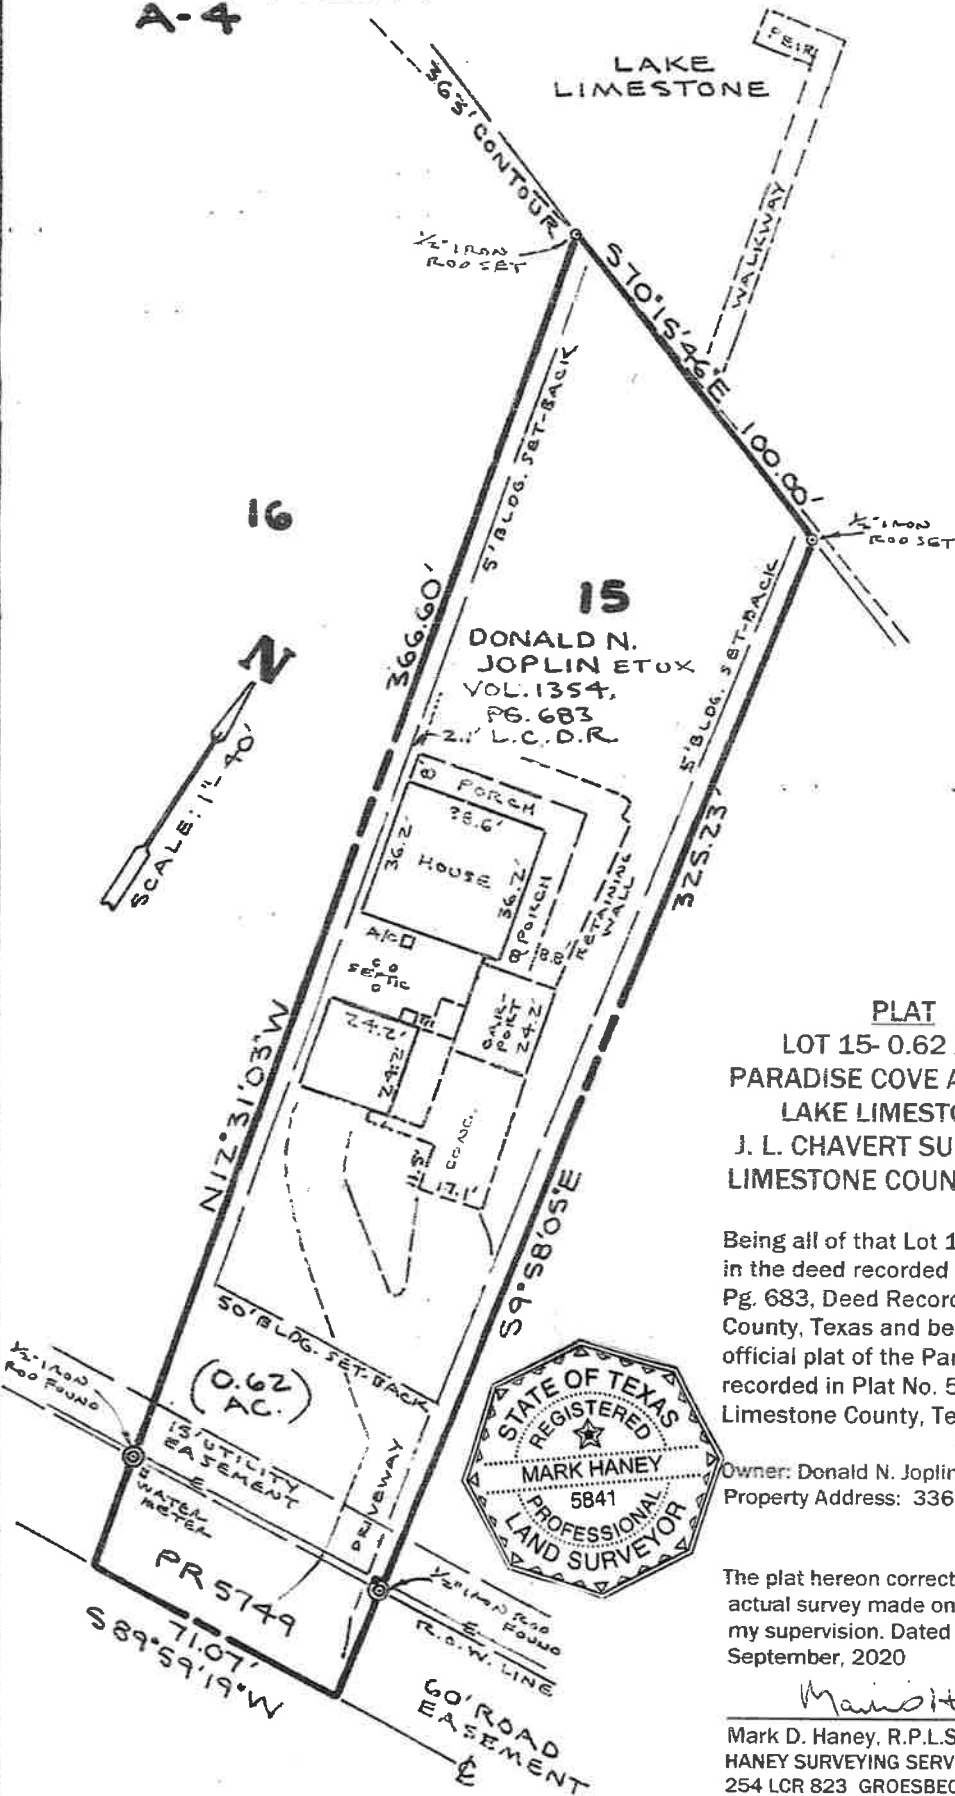 A-4
PEIR
LAKE
LIMESTONE
363' CONTOUR
WALKWAY
1/2" IRON
ROD SET
S70°15'46"E 100.00'
1/2" IRON
ROD SET
5' BLDG. SET-BACK
16
15
366.60'
DONALD N.
JOPLIN ETUX
VOL. 1354,
PG. 683
L.C.D.R.
2.1'
5' BLDG. SET-BACK
N
SCALE: 1"= 40'
325.23'
8'
PORCH
38.6'
36.2'
HOUSE
36.2'
PORCH
8
8.8'
RETAINING
WALL
A/C
CO
SEPTIC
24.2'
24.2'
CAR-
PORT
24.2'
N12°31'03"W
CONC.
11.5'
17.1'
S9°58'05"E
50' BLDG. SET-BACK
1/2" IRON
ROD FOUND
(0.62
AC.)
15' UTILITY
EASEMENT
E
WATER
METER
DRIVEWAY
PR 5749
1/2" IRON ROD
FOUND
E
R.O.W. LINE
71.07'
S89°59'19"W
60' ROAD
EASEMENT
℄
STATE OF TEXAS
REGISTERED
MARK HANEY
5841
PROFESSIONAL
LAND SURVEYOR
PLAT
LOT 15- 0.62
PARADISE COVE
LAKE LIMESTO
J. L. CHAVERT SU
LIMESTONE COUN
Being all of that Lot 1
in the deed recorded
Pg. 683, Deed Record
County, Texas and be
official plat of the Par
recorded in Plat No. 5
Limestone County, Te
Owner: Donald N. Joplin
Property Address: 336
The plat hereon correct
actual survey made on
my supervision. Dated
September, 2020
Mark D. Haney, R.P.L.S
HANEY SURVEYING SERV
254 LCR 823 GROESBEC